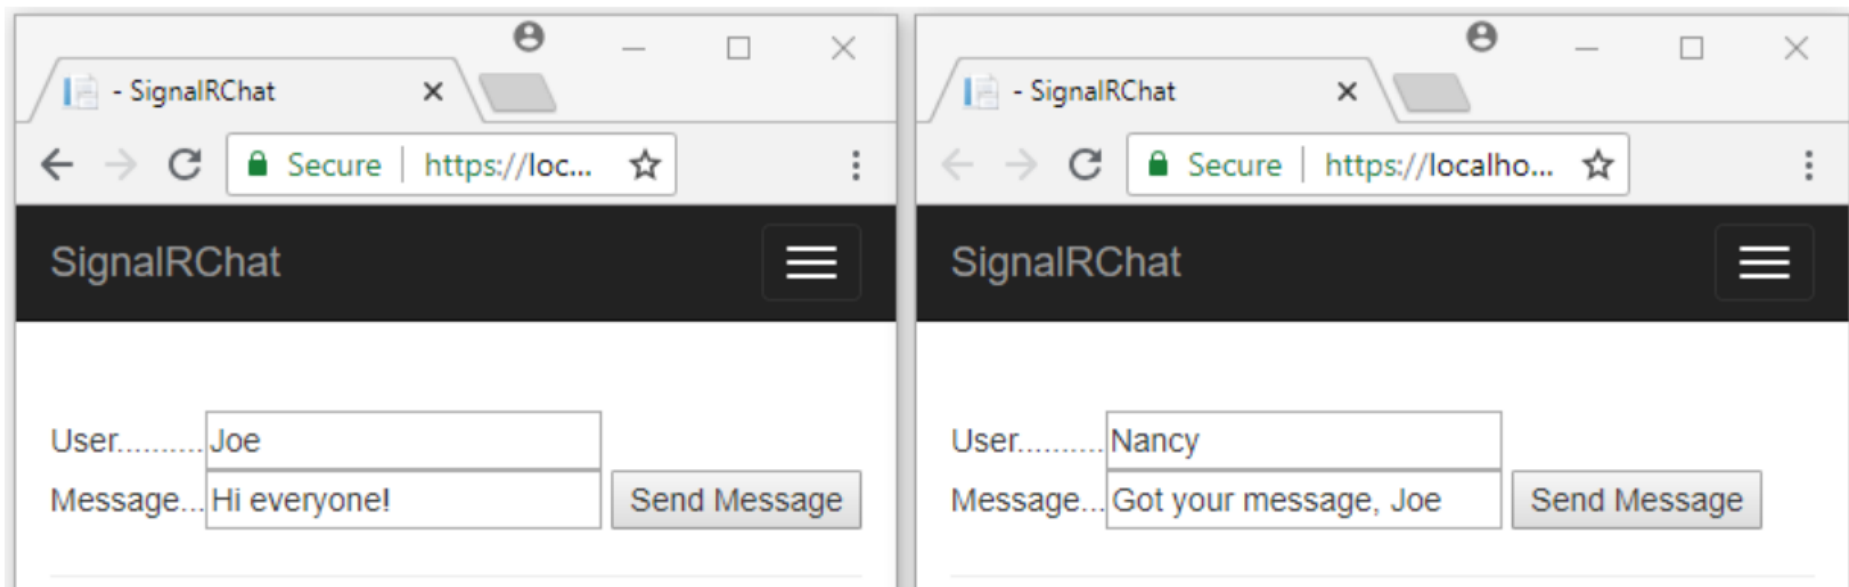 - SignalRChat
Secure https://loc...
SignalRChat
User..........Joe
Message...Hi everyone! Send Message
- SignalRChat
Secure https://localho...
SignalRChat
User..........Nancy
Message...Got your message, Joe Send Message